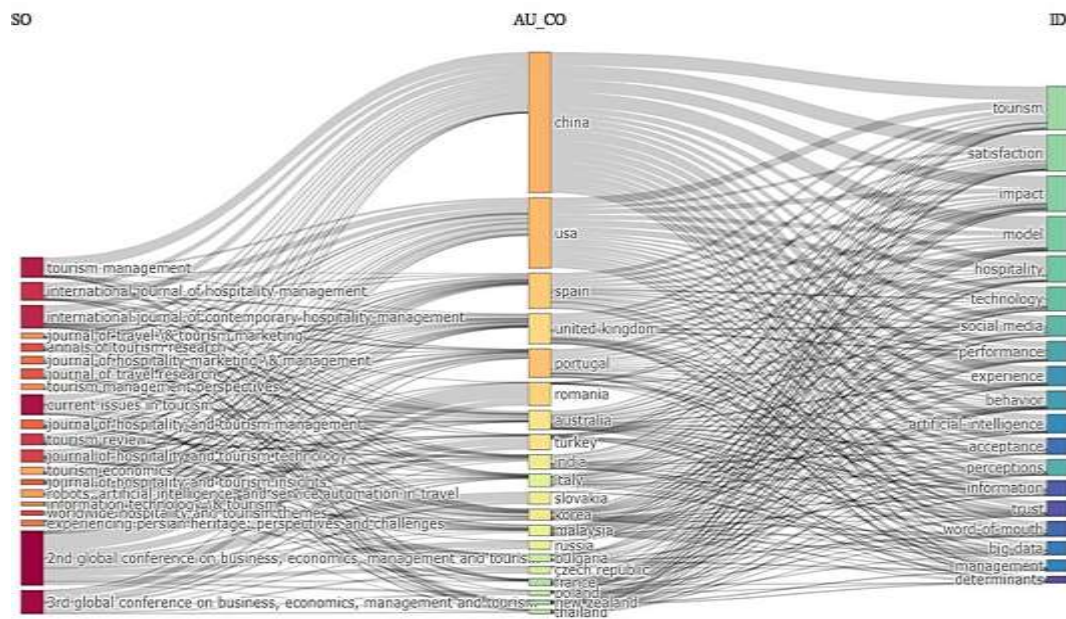 SO
AU_CO
ID
tourism management
international journal of hospitality management
international journal of contemporary hospitality management
journal of travel \& tourism marketing
annals of tourism research
journal of hospitality marketing \& management
journal of travel research
tourism management perspectives
current issues in tourism
journal of hospitality and tourism management
tourism review
journal of hospitality and tourism technology
tourism economics
journal of hospitality and tourism insights
robots, artificial intelligence and service automation in travel
information technology \& tourism
worldwide hospitality and tourism themes
experiencing persian heritage: perspectives and challenges
2nd global conference on business, economics, management and tourism
3rd global conference on business, economics, management and tourism
china
usa
spain
united kingdom
portugal
romania
australia
turkey
india
italy
slovakia
korea
malaysia
russia
bulgaria
czech republic
france
poland
new zealand
thailand
tourism
satisfaction
impact
model
hospitality
technology
social media
performance
experience
behavior
artificial intelligence
acceptance
perceptions
information
trust
word-of-mouth
big data
management
determinants